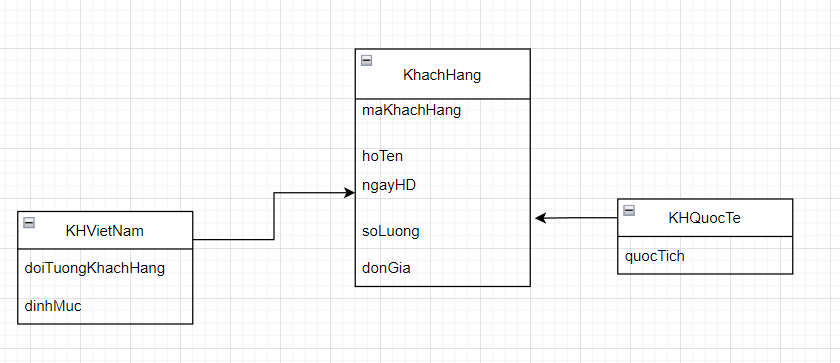 KhachHang
maKhachHang
hoTen
ngayHD
soLuong
donGia
KHVietNam
doiTuongKhachHang
dinhMuc
KHQuocTe
quocTich